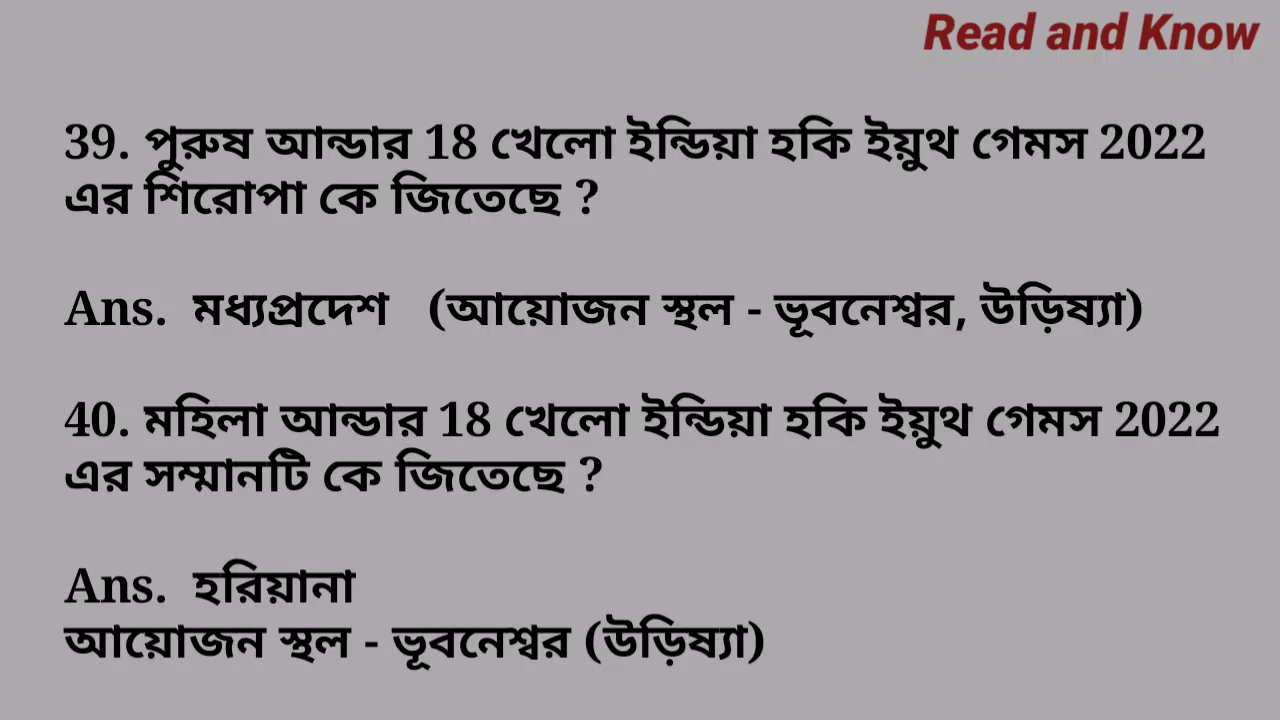 Read and Know
39. পুরুষ আন্ডার 18 খেলো ইন্ডিয়া হকি ইয়ুথ গেমস 2022
এর শিরোপা কে জিতেছে ?
Ans. মধ্যপ্রদেশ (আয়োজন স্থল - ভূবনেশ্বর, উড়িষ্যা)
40. মহিলা আন্ডার 18 খেলো ইন্ডিয়া হকি ইয়ুথ গেমস 2022
এর সম্মানটি কে জিতেছে ?
Ans. হরিয়ানা
আয়োজন স্থল - ভূবনেশ্বর (উড়িষ্যা)